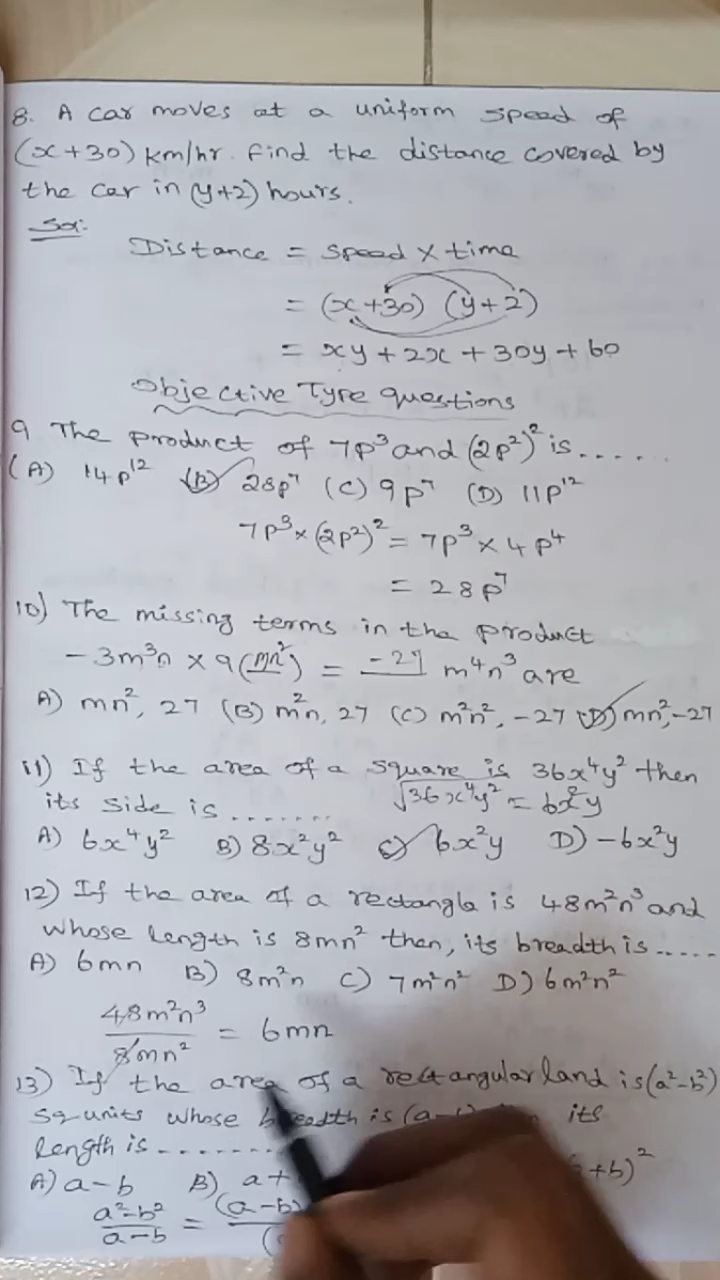 8. A car moves at a uniform speed of
(x+30) km/hr. Find the distance covered by
the car in (y+2) hours.
Sol:
Distance = speed × time
= (x+30) (y+2)
= xy + 2x + 30y + 60
Objective Type questions
9 The product of 7p³ and (2p²)² is......
(A) 14p¹² (B) 28p⁷ (C) 9p⁷ (D) 11p¹²
7p³ × (2p²)² = 7p³ × 4p⁴
= 28p⁷
10) The missing terms in the product
-3m³n × 9(mn²) = -27 m⁴n³ are
A) mn², 27 (B) m²n, 27 (C) m²n², -27 (D) mn², -27
11) If the area of a square is 36x⁴y² then
its side is ....... √36x⁴y² = 6x²y
A) 6x⁴y² B) 8x²y² C) 6x²y D) -6x²y
12) If the area of a rectangle is 48m²n³ and
whose length is 8mn² then, its breadth is .....
A) 6mn B) 8m²n C) 7m²n² D) 6m²n²
48m²n³/8mn² = 6mn
13) If the area of a rectangular land is (a²-b²)
sq units whose breadth is (a- its
length is ........
A) a-b B) a+ +b)²
a²-b²/a-b = (a-b)